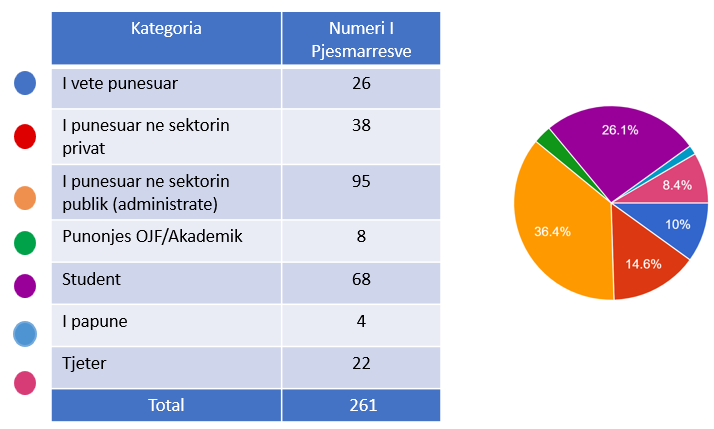 Kategoria
Numeri I
Pjesmarresve
I vete punesuar
26
I punesuar ne sektorin
privat
38
I punesuar ne sektorin
publik (administrate)
95
Punonjes OJF/Akademik
8
Student
68
I papune
4
Tjeter
22
Total
261
26.1%
8.4%
10%
14.6%
36.4%